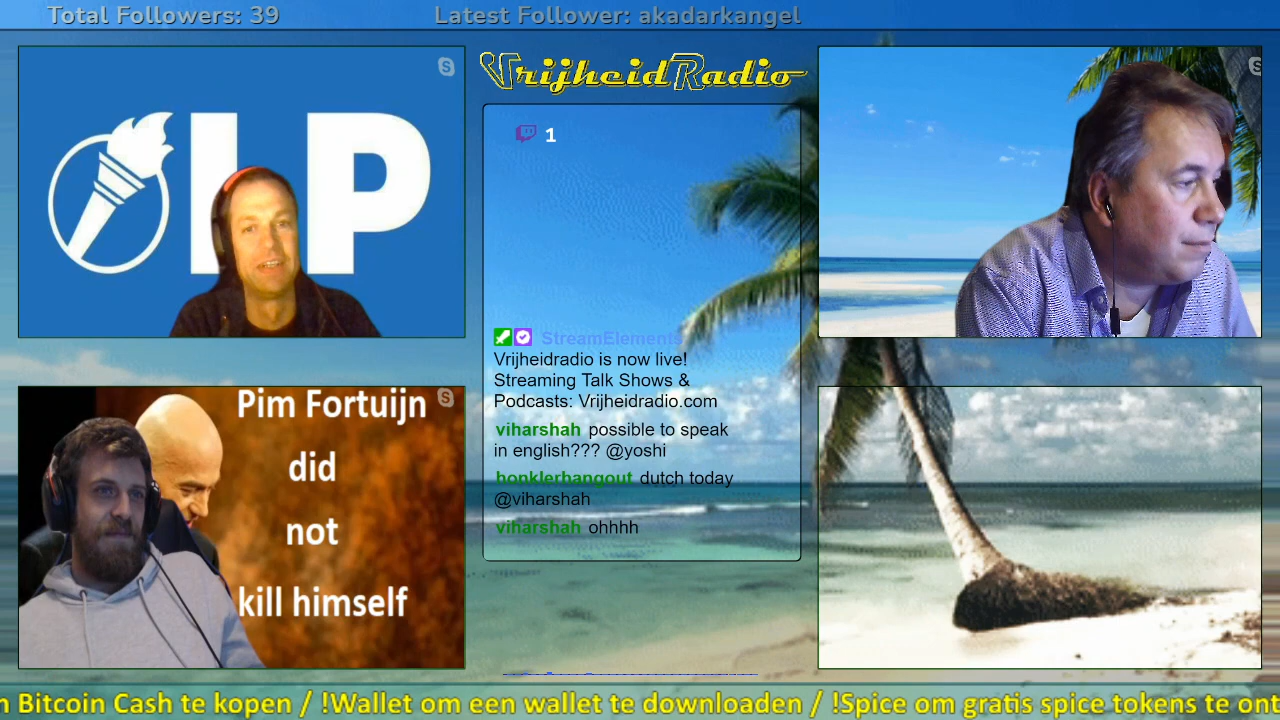 Total Followers: 39
Latest Follower: akadarkangel
VrijheidRadio
LP
1
StreamElements
Vrijheidradio is now live!
Streaming Talk Shows &
Podcasts: Vrijheidradio.com
viharshah possible to speak
in english??? @yoshi
honklerhangout dutch today
@viharshah
viharshah ohhhh
Pim Fortuijn
did
not
kill himself
n Bitcoin Cash te kopen / !Wallet om een wallet te downloaden / !Spice om gratis spice tokens te ont